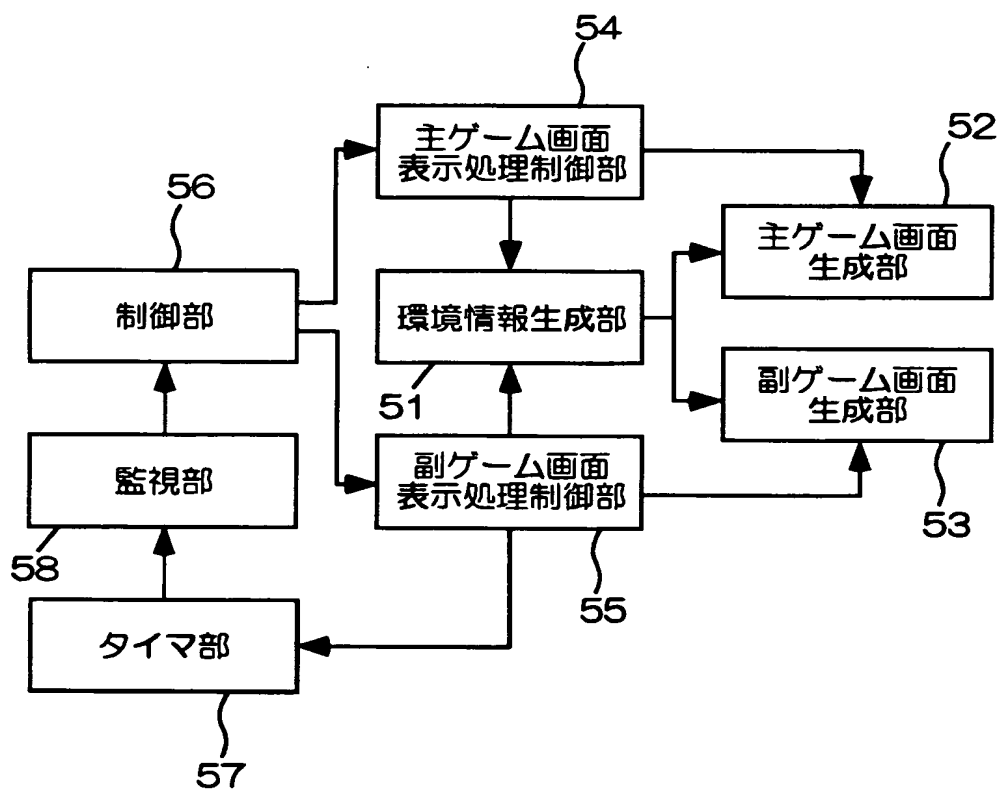 54
主ゲーム画面
表示処理制御部
52
主ゲーム画面
生成部
56
制御部
環境情報生成部
51
副ゲーム画面
生成部
53
監視部
58
副ゲーム画面
表示処理制御部
55
タイマ部
57